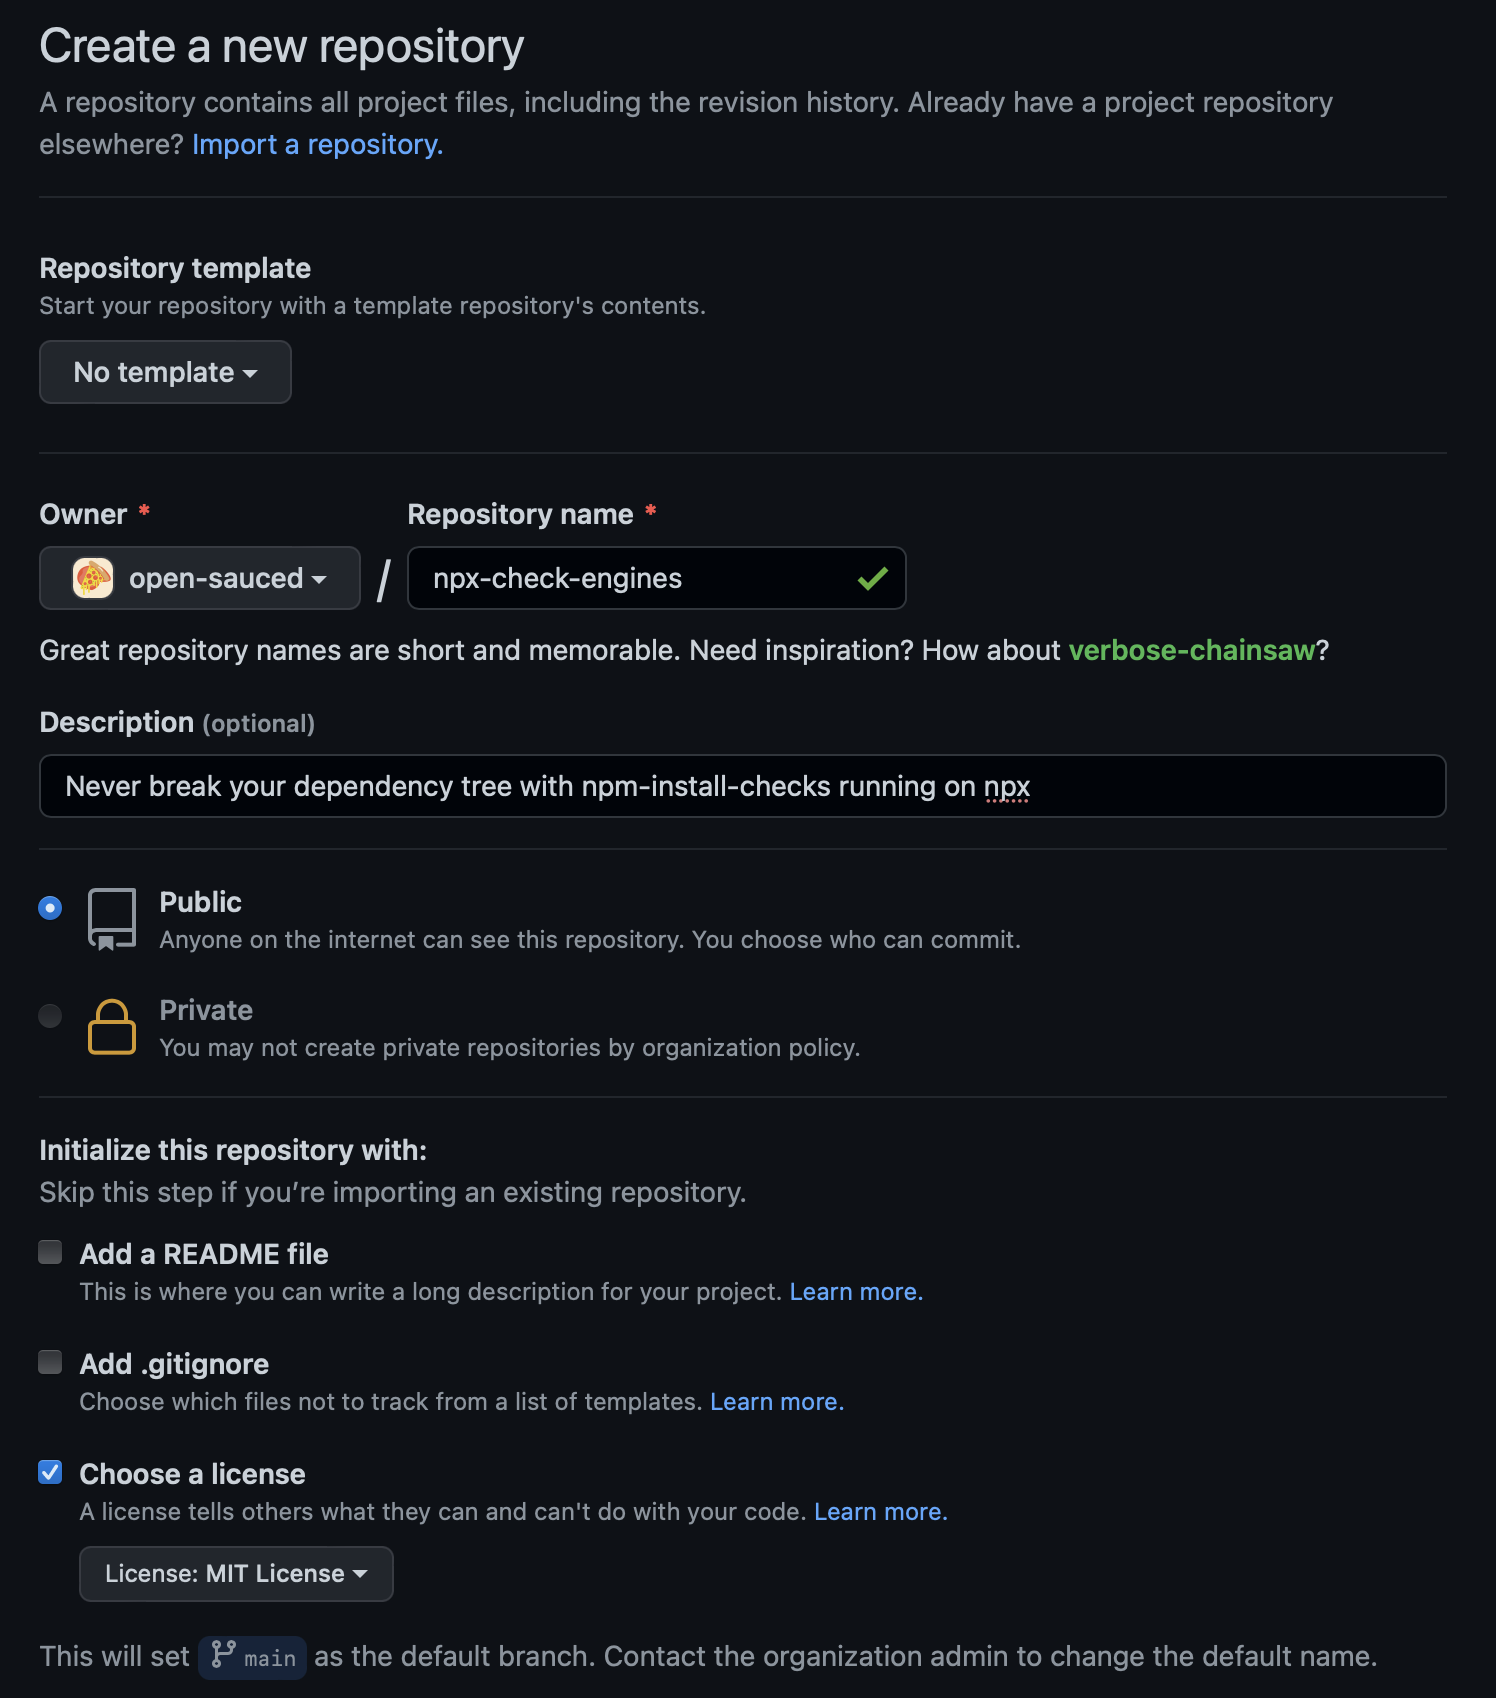 Create a new repository
A repository contains all project files, including the revision history. Already have a project repository
elsewhere? Import a repository.
Repository template
Start your repository with a template repository's contents.
No template
Owner * Repository name *
open-sauced / npx-check-engines
Great repository names are short and memorable. Need inspiration? How about verbose-chainsaw?
Description (optional)
Never break your dependency tree with npm-install-checks running on npx
Public
Anyone on the internet can see this repository. You choose who can commit.
Private
You may not create private repositories by organization policy.
Initialize this repository with:
Skip this step if you’re importing an existing repository.
Add a README file
This is where you can write a long description for your project. Learn more.
Add .gitignore
Choose which files not to track from a list of templates. Learn more.
Choose a license
A license tells others what they can and can't do with your code. Learn more.
License: MIT License
This will set main as the default branch. Contact the organization admin to change the default name.